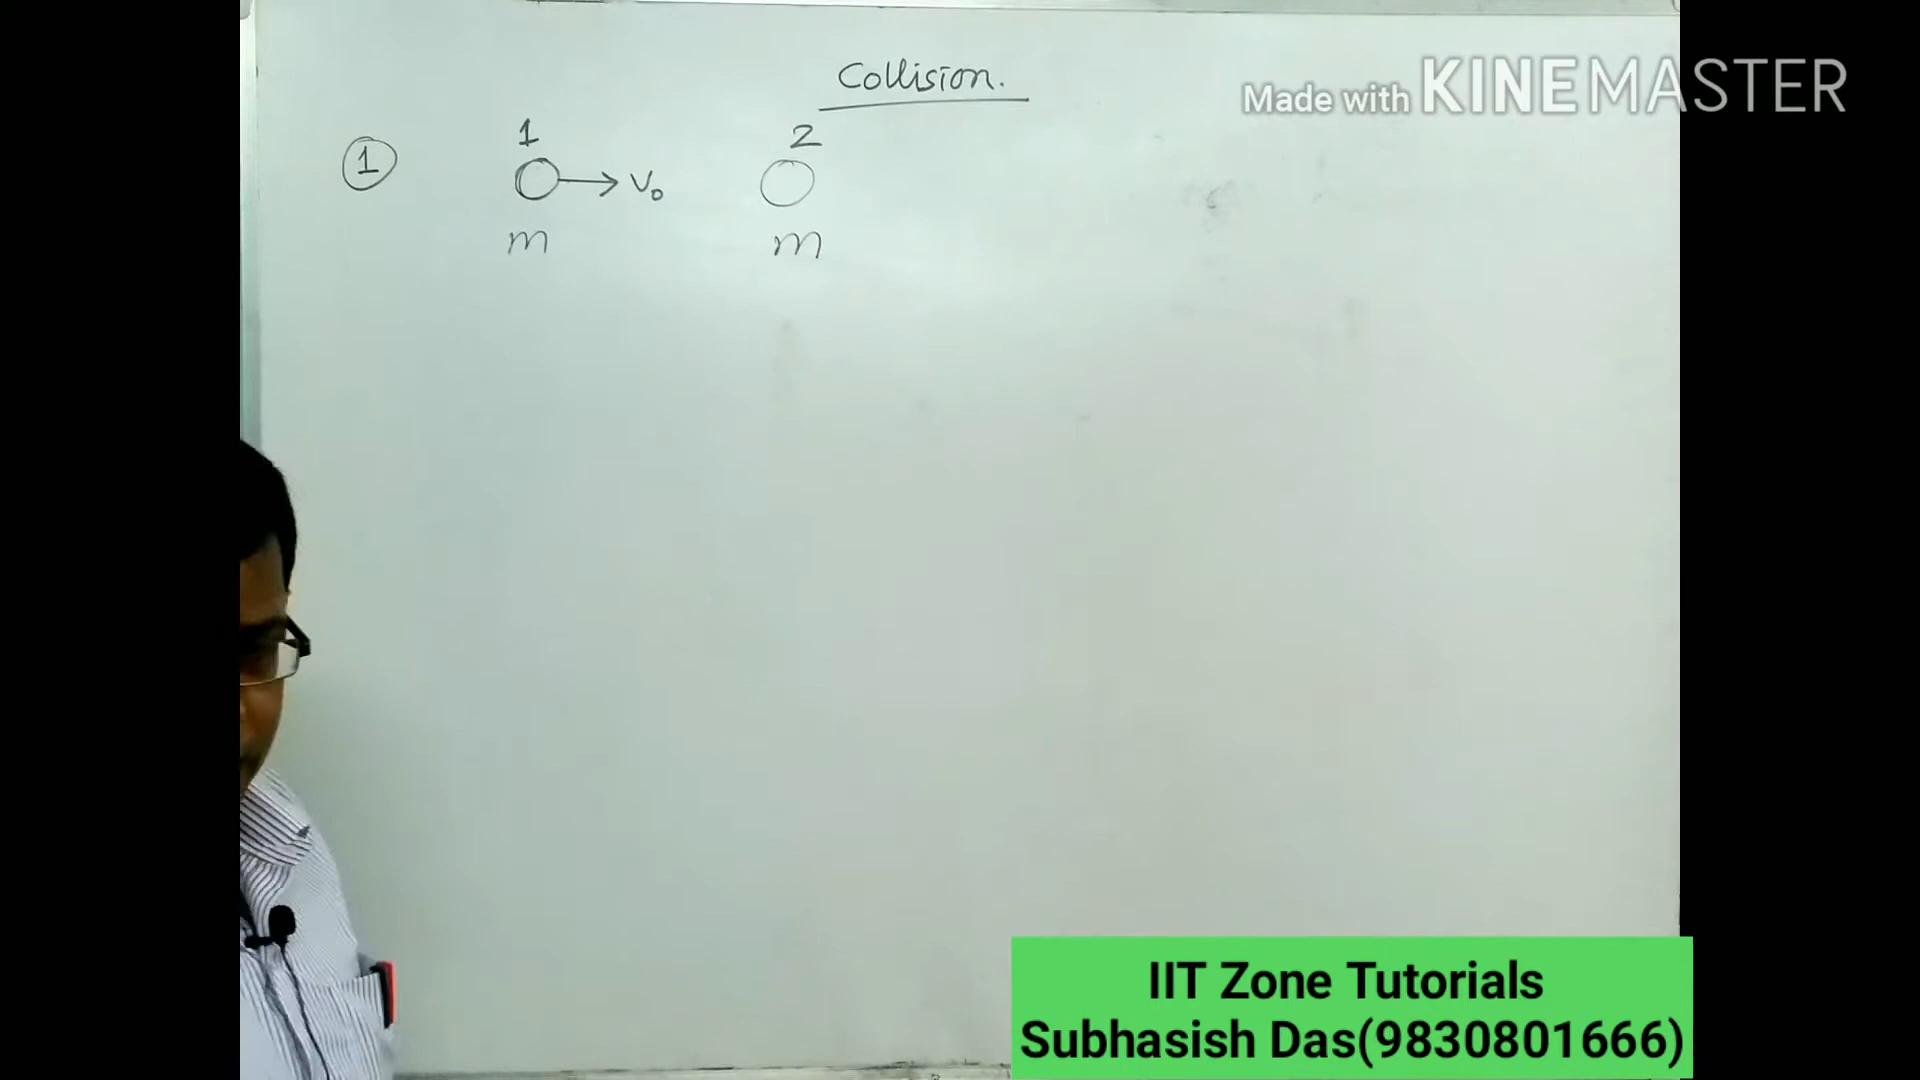 Collision.
Made with KINEMASTER
① 1 → V₀ 2
m m
IIT Zone Tutorials
Subhasish Das(9830801666)